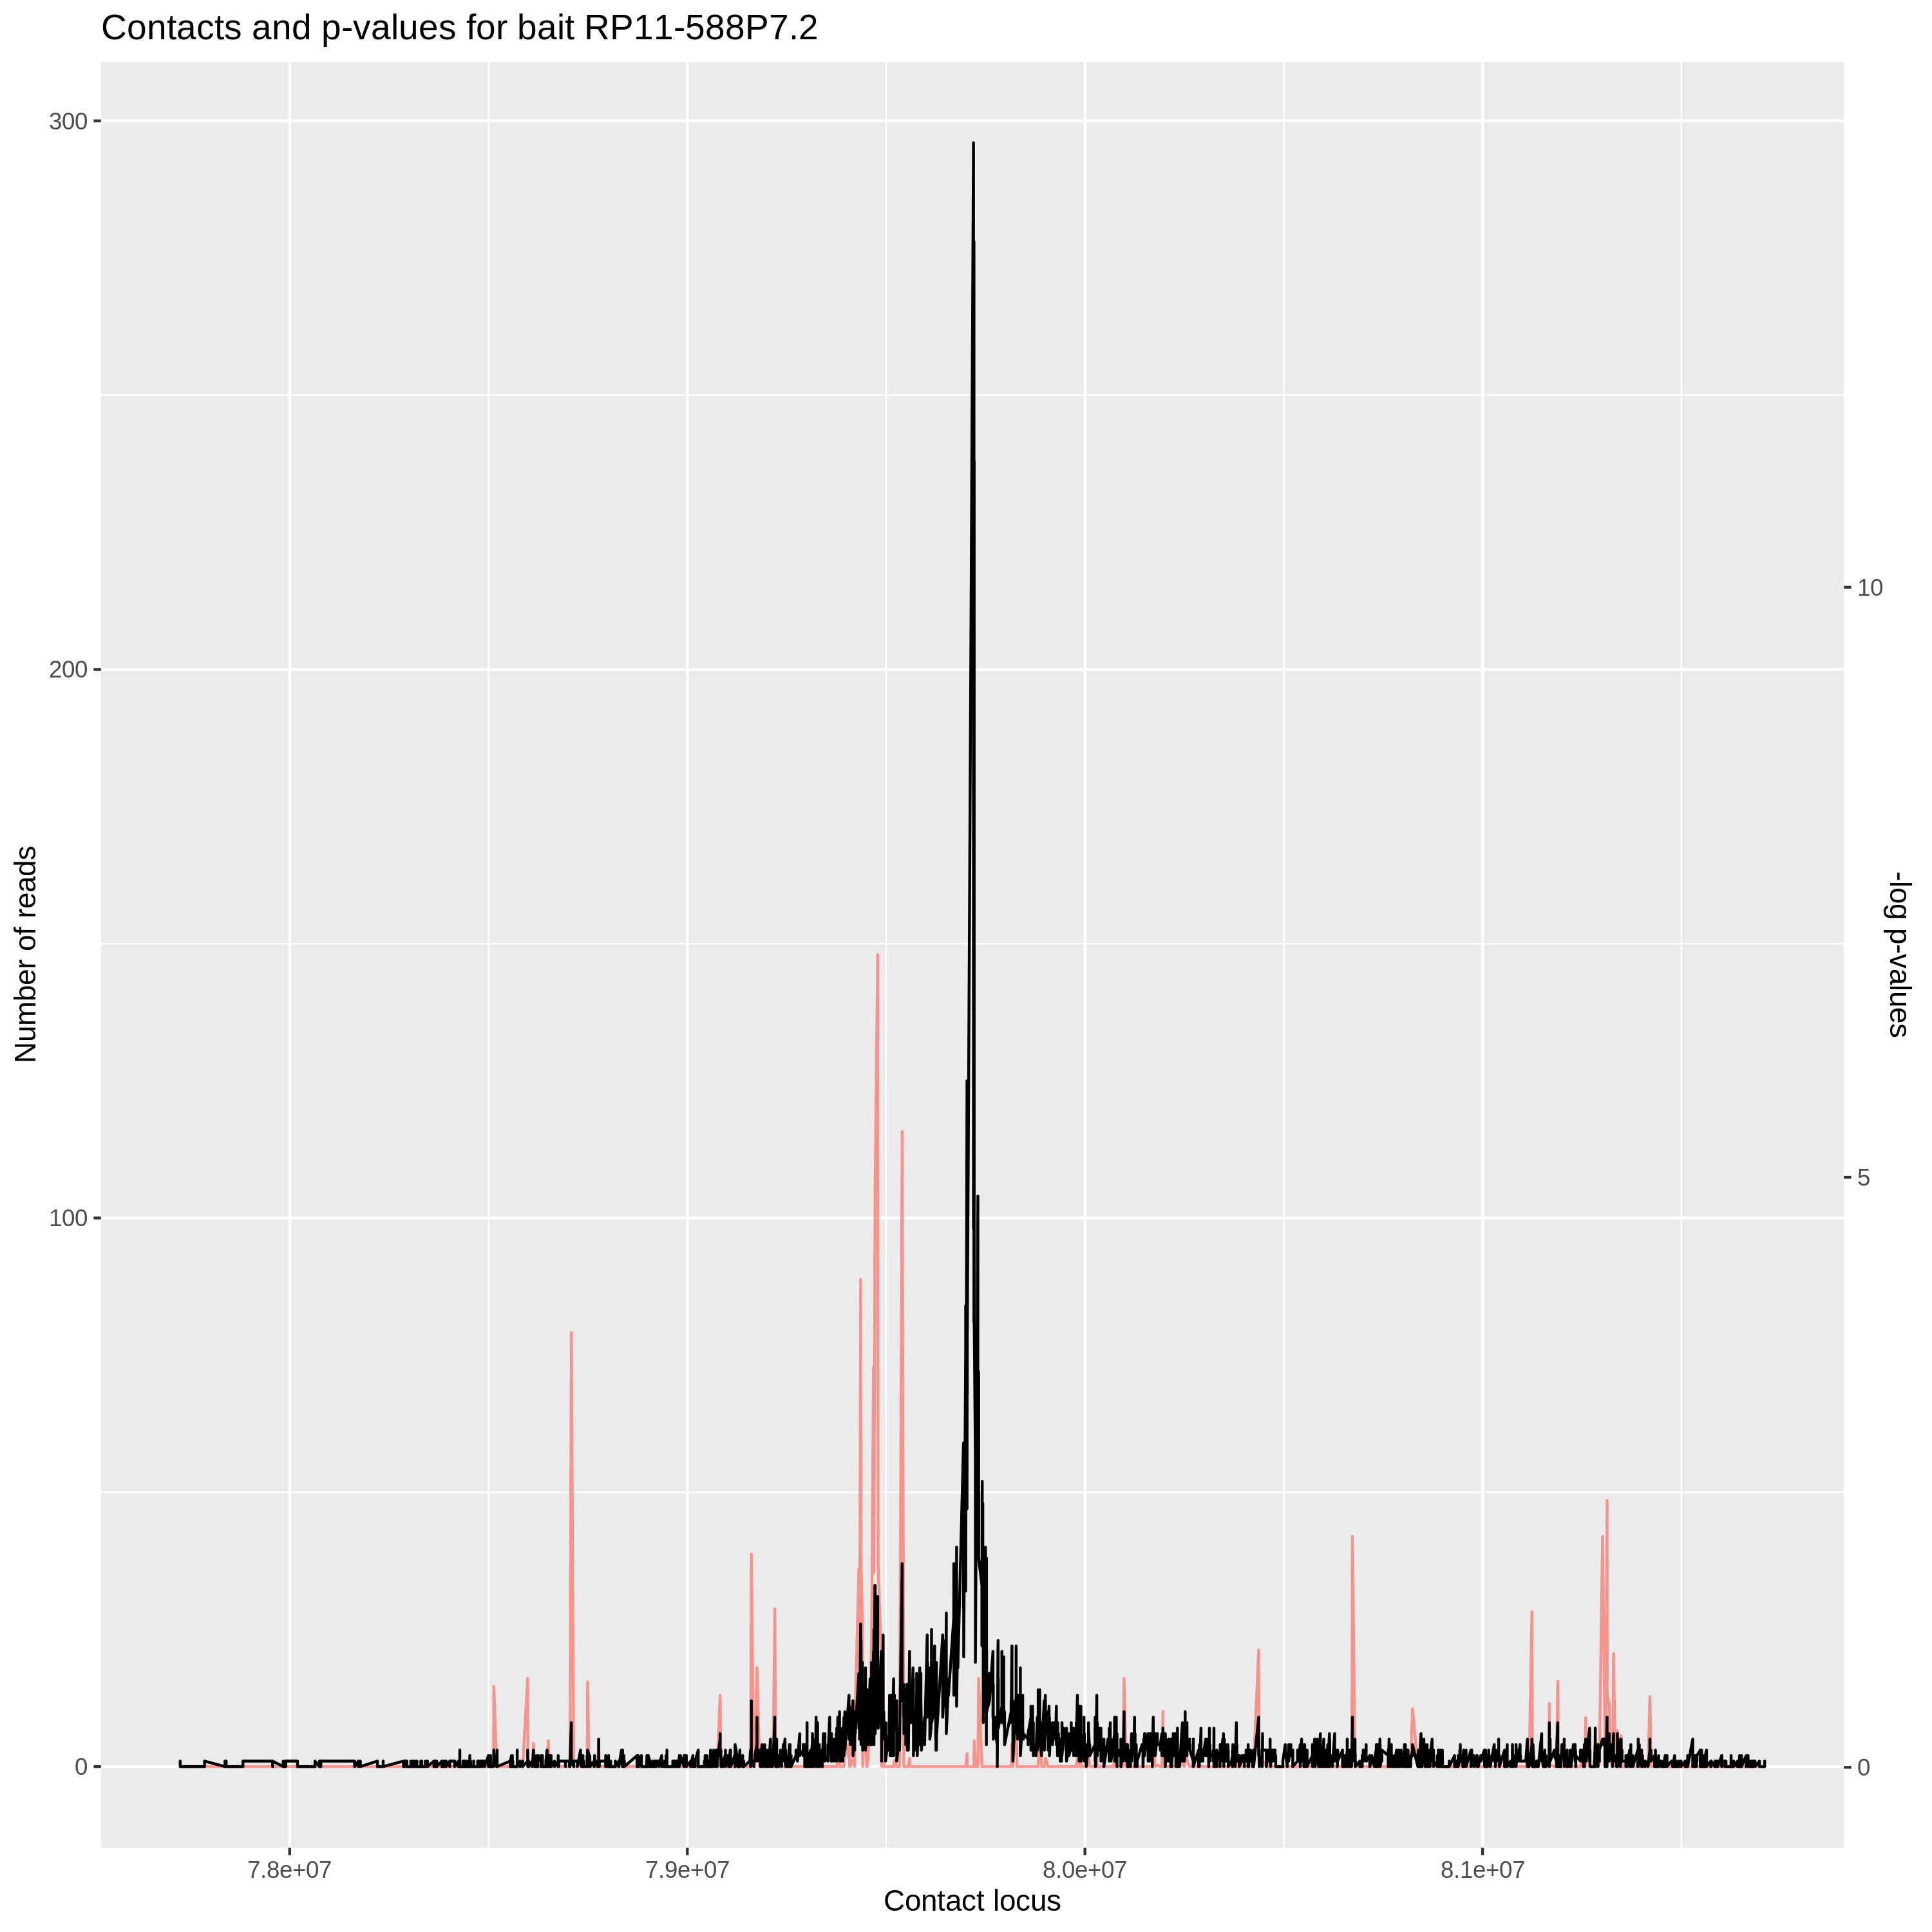 Contacts and p-values for bait RP11-588P7.2
300
200
100
0
Number of reads
10
5
0
-log p-values
7.8e+07
7.9e+07
8.0e+07
8.1e+07
Contact locus